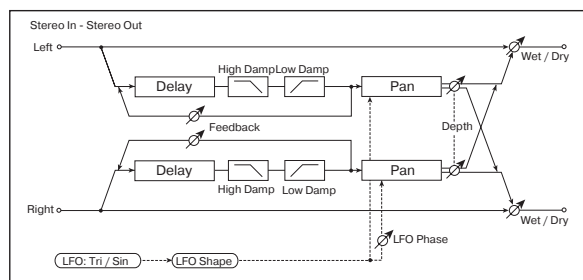 Stereo In - Stereo Out
Left
Wet / Dry
High Damp Low Damp
Delay
Pan
Feedback
Depth
Delay
Pan
High Damp Low Damp
Right
Wet / Dry
LFO Phase
LFO: Tri / Sin
LFO Shape